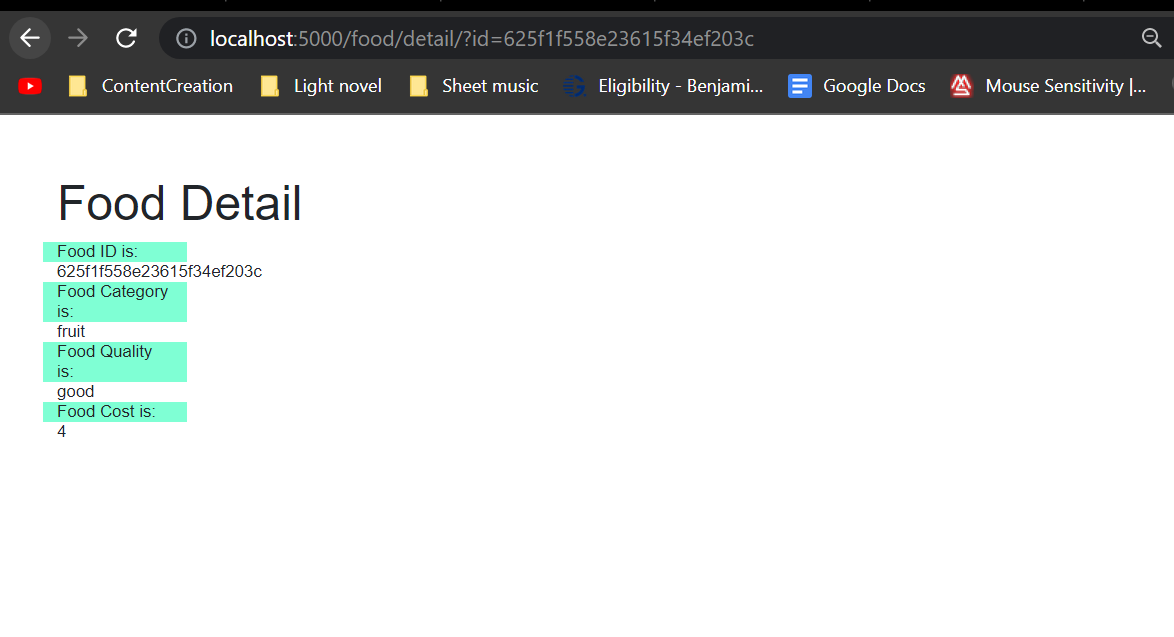 localhost:5000/food/detail/?id=625f1f558e23615f34ef203c
ContentCreation Light novel Sheet music Eligibility - Benjami... Google Docs Mouse Sensitivity |...
Food Detail
Food ID is:
625f1f558e23615f34ef203c
Food Category
is:
fruit
Food Quality
is:
good
Food Cost is:
4